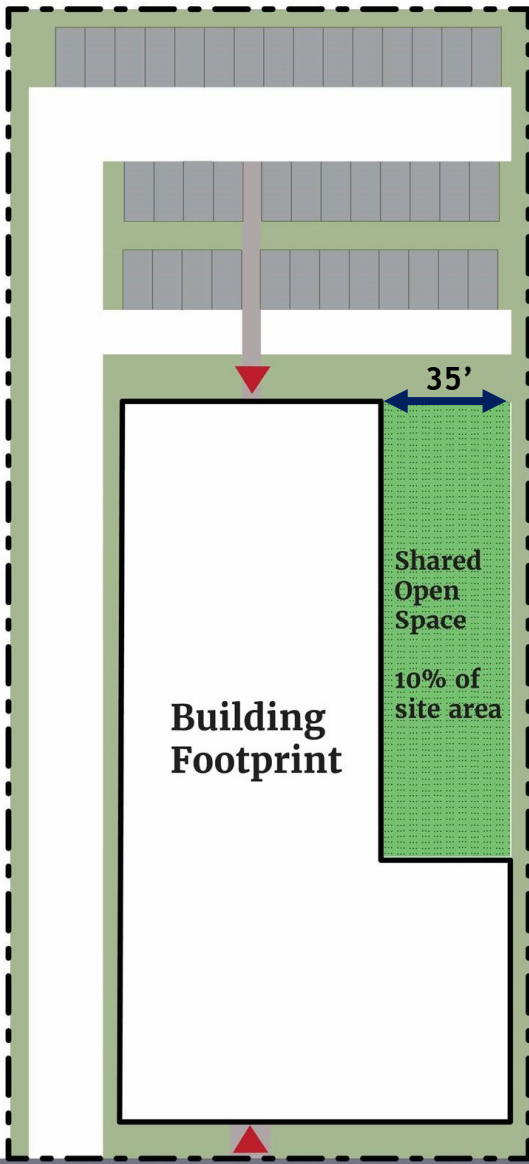 35’
Shared
Open
Space
10% of
site area
Building
Footprint